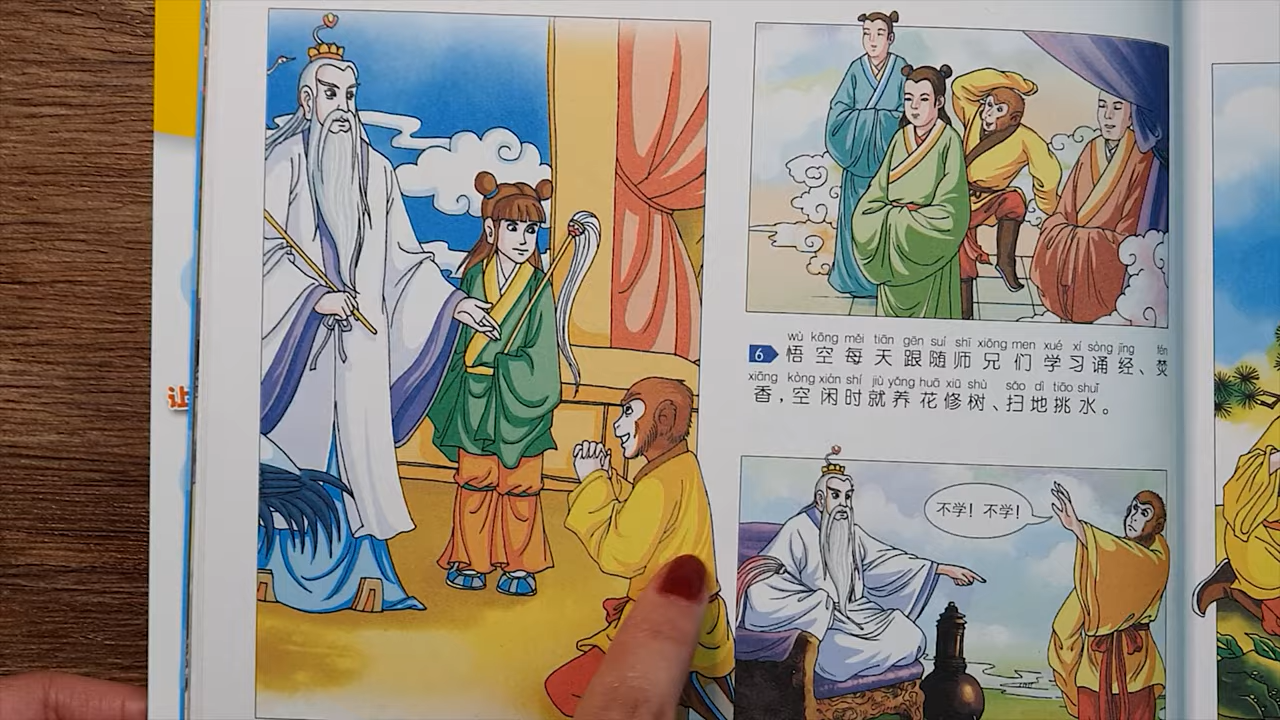 让
wù kōng měi tiān gēn suí shī xiōng men xué xí sòng jīng fén
6 悟空每天跟随师兄们学习诵经、焚
xiāng kòng xián shí jiù yǎng huā xiū shù sǎo dì tiāo shuǐ
香,空闲时就养花修树、扫地挑水。
不学!不学!